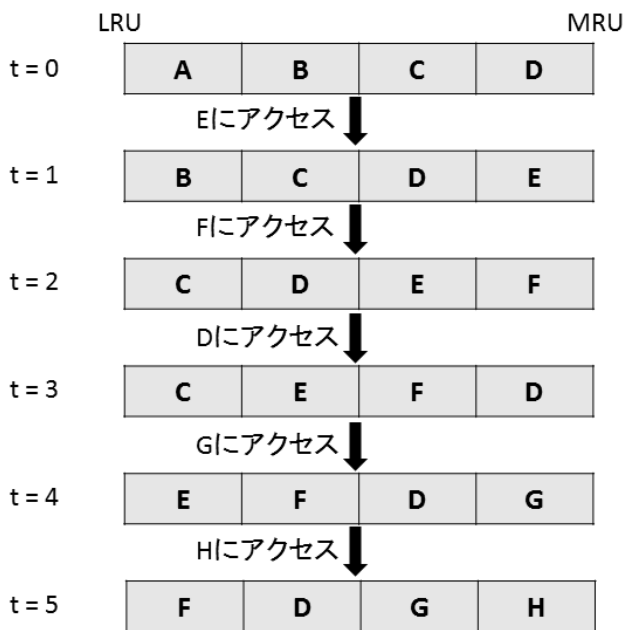 LRU MRU
t = 0 A B C D
Eにアクセス
t = 1 B C D E
Fにアクセス
t = 2 C D E F
Dにアクセス
t = 3 C E F D
Gにアクセス
t = 4 E F D G
Hにアクセス
t = 5 F D G H